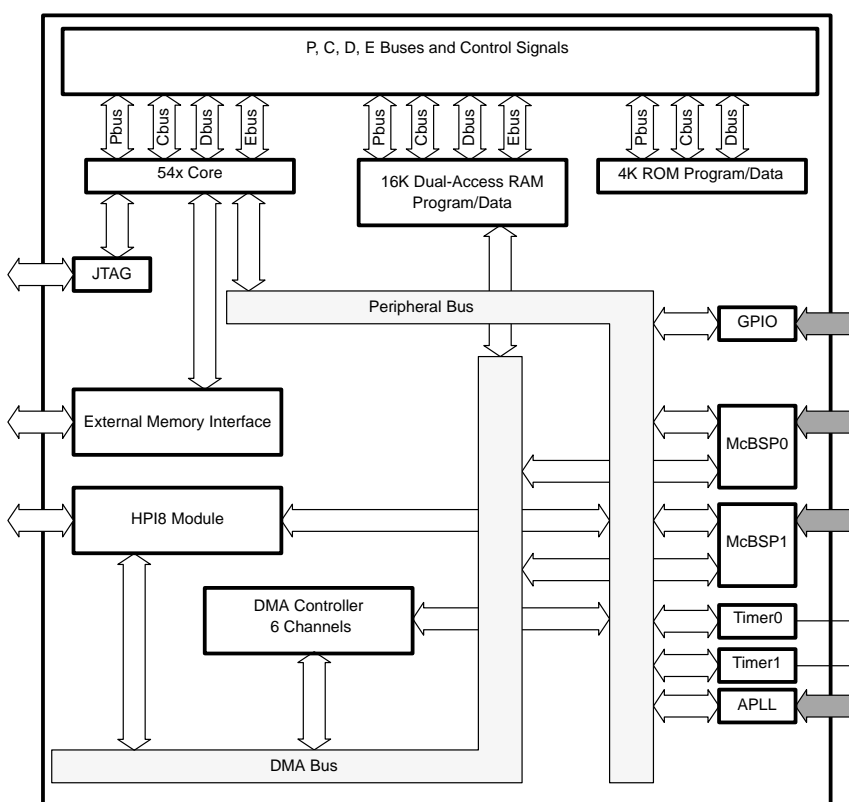 P, C, D, E Buses and Control Signals
Pbus
Cbus
Dbus
Ebus
Pbus
Cbus
Dbus
Ebus
Pbus
Cbus
Dbus
54x Core
16K Dual-Access RAM
Program/Data
4K ROM Program/Data
JTAG
Peripheral Bus
GPIO
External Memory Interface
McBSP0
HPI8 Module
McBSP1
DMA Controller
6 Channels
Timer0
Timer1
APLL
DMA Bus